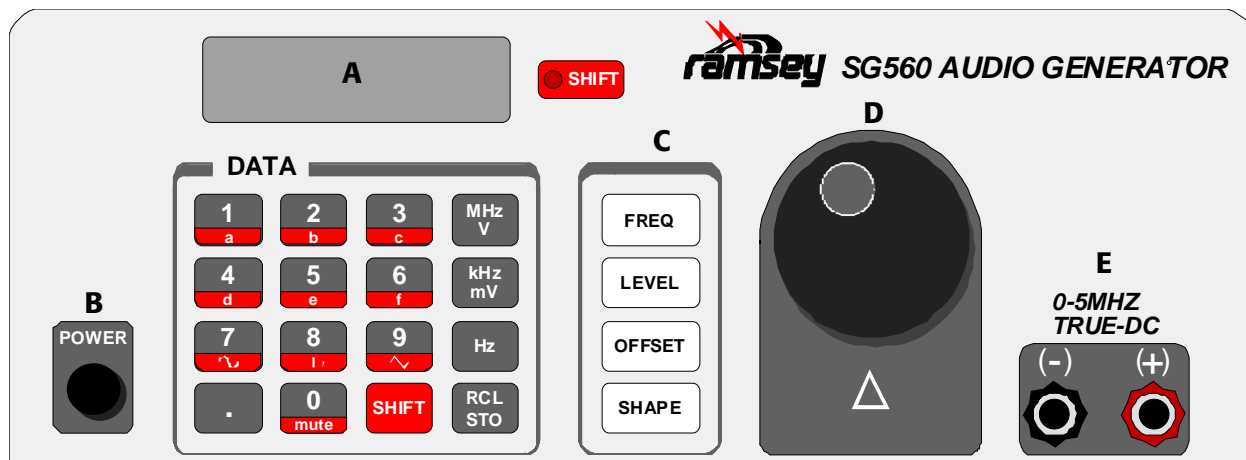 A
SHIFT
ramsey SG560 AUDIO GENERATOR
D
C
DATA
1 2 3 MHz V
a b c
4 5 6 kHz mV
d e f
7 8 9 Hz
. 0 SHIFT RCL STO
mute
FREQ
LEVEL
OFFSET
SHAPE
B
POWER
E
0-5MHZ
TRUE-DC
(-) (+)